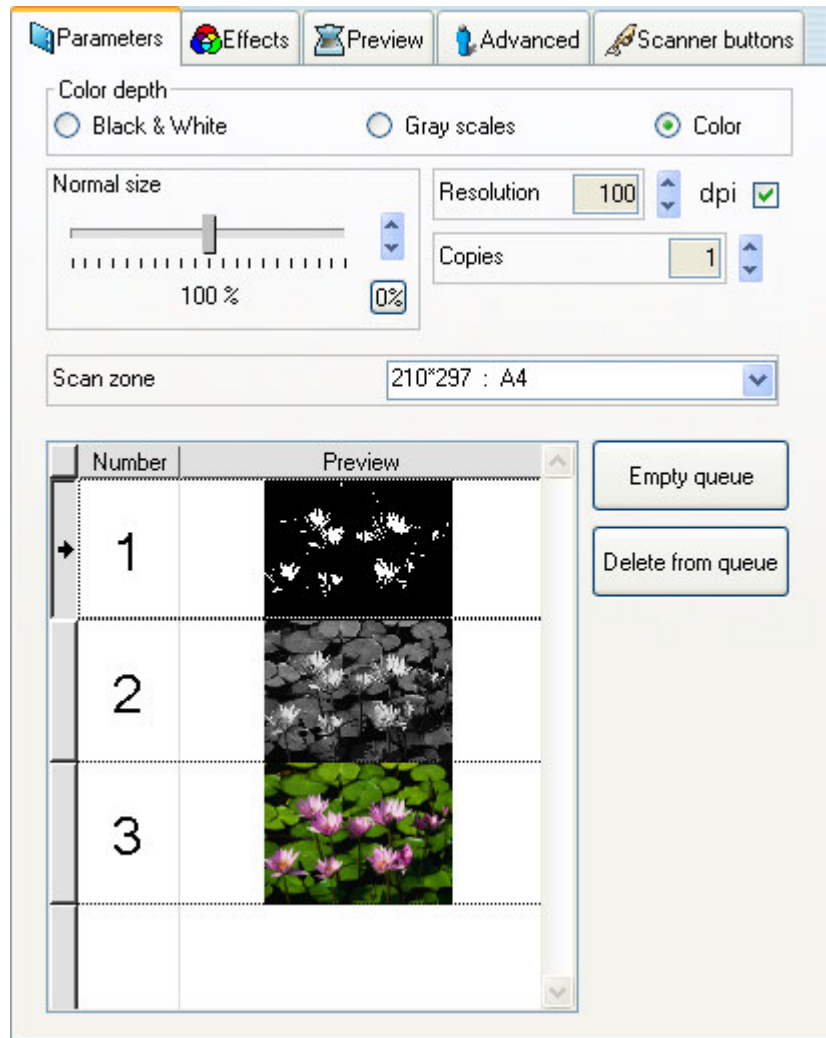 Parameters Effects Preview Advanced Scanner buttons
Color depth
Black & White Gray scales Color
Normal size
Resolution 100 dpi
Copies 1
100 % 0%
Scan zone 210*297 : A4
Number Preview
Empty queue
1
Delete from queue
2
3